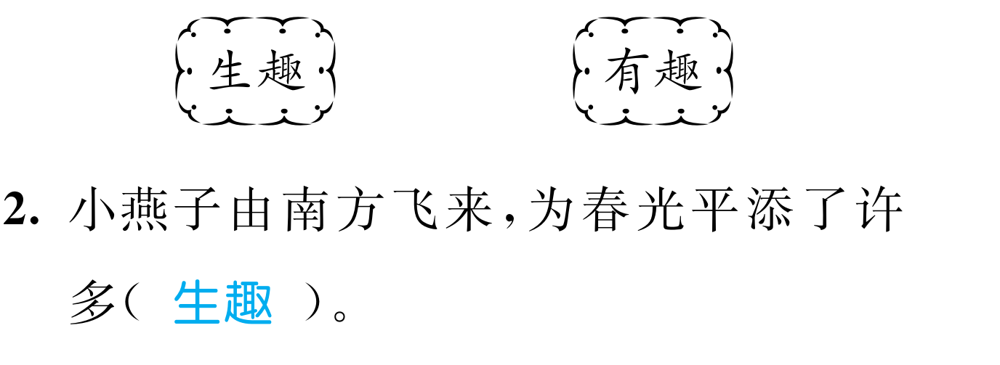 生趣 有趣
2. 小燕子由南方飞来,为春光平添了许
多( 生趣 )。